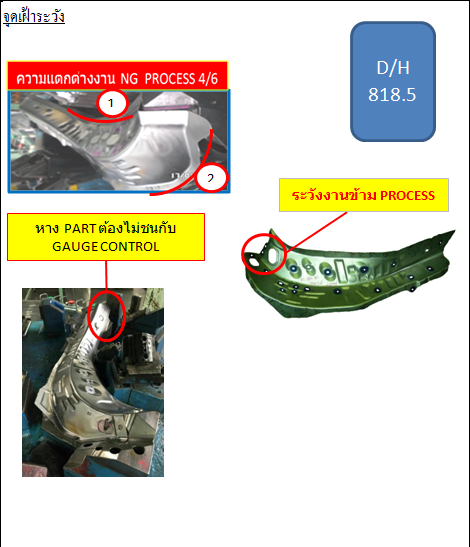 จุดเฝ้าระวัง
D/H
818.5
ความแตกต่างงาน NG PROCESS 4/6
1
2
ระวังงานข้าม PROCESS
หาง PART ต้องไม่ชนกับ
GAUGE CONTROL